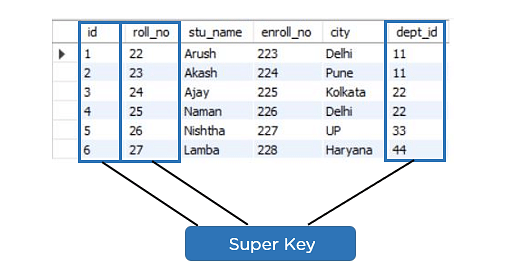 id roll_no stu_name enroll_no city dept_id
1 22 Arush 223 Delhi 11
2 23 Akash 224 Pune 11
3 24 Ajay 225 Kolkata 22
4 25 Naman 226 Delhi 22
5 26 Nishtha 227 UP 33
6 27 Lamba 228 Haryana 44
Super Key